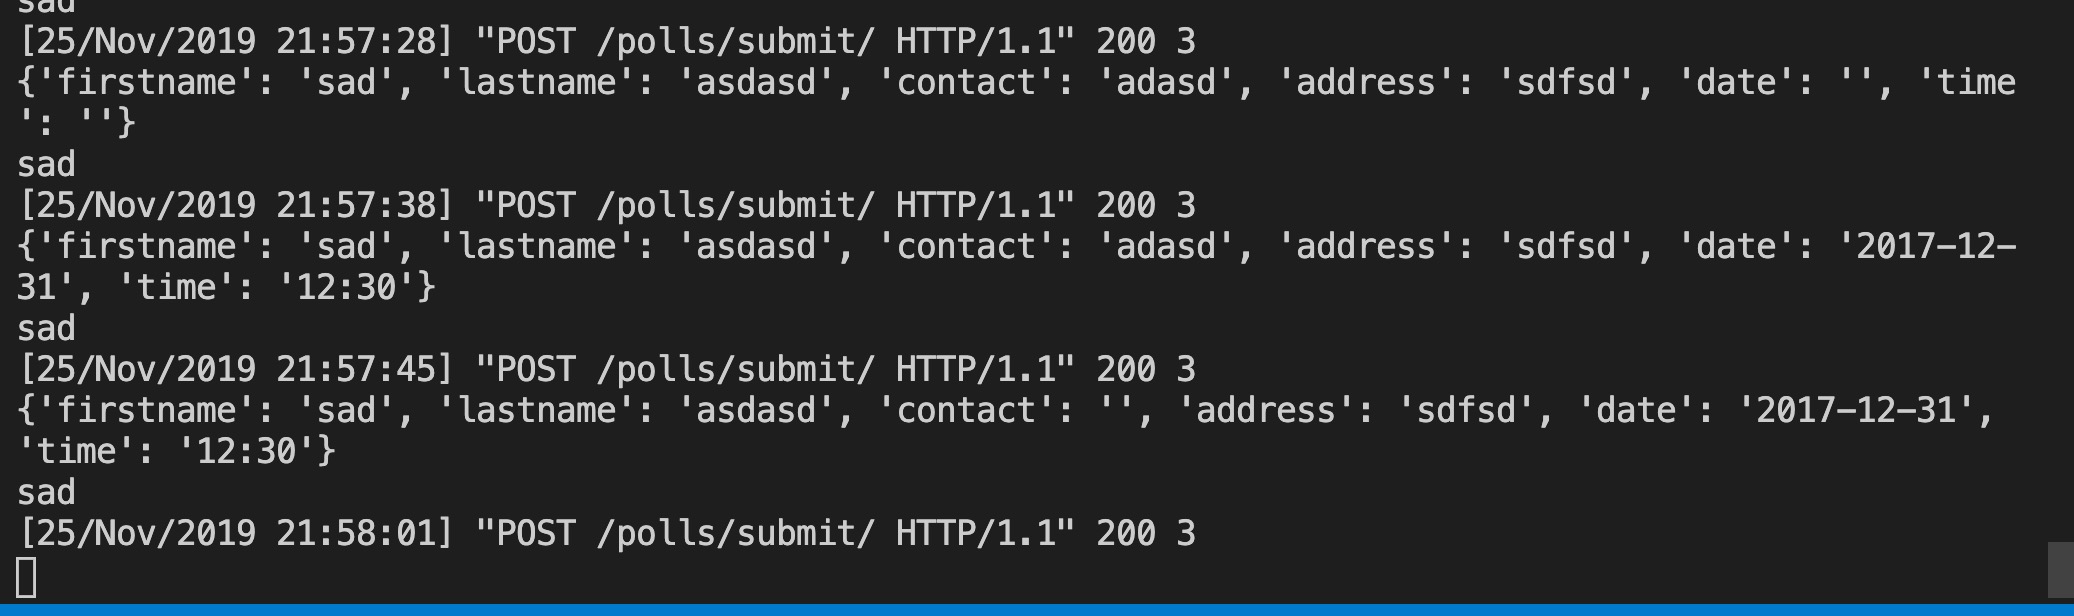 sad
[25/Nov/2019 21:57:28] "POST /polls/submit/ HTTP/1.1" 200 3
{'firstname': 'sad', 'lastname': 'asdasd', 'contact': 'adasd', 'address': 'sdfsd', 'date': '', 'time
': ''}
sad
[25/Nov/2019 21:57:38] "POST /polls/submit/ HTTP/1.1" 200 3
{'firstname': 'sad', 'lastname': 'asdasd', 'contact': 'adasd', 'address': 'sdfsd', 'date': '2017-12-
31', 'time': '12:30'}
sad
[25/Nov/2019 21:57:45] "POST /polls/submit/ HTTP/1.1" 200 3
{'firstname': 'sad', 'lastname': 'asdasd', 'contact': '', 'address': 'sdfsd', 'date': '2017-12-31',
'time': '12:30'}
sad
[25/Nov/2019 21:58:01] "POST /polls/submit/ HTTP/1.1" 200 3